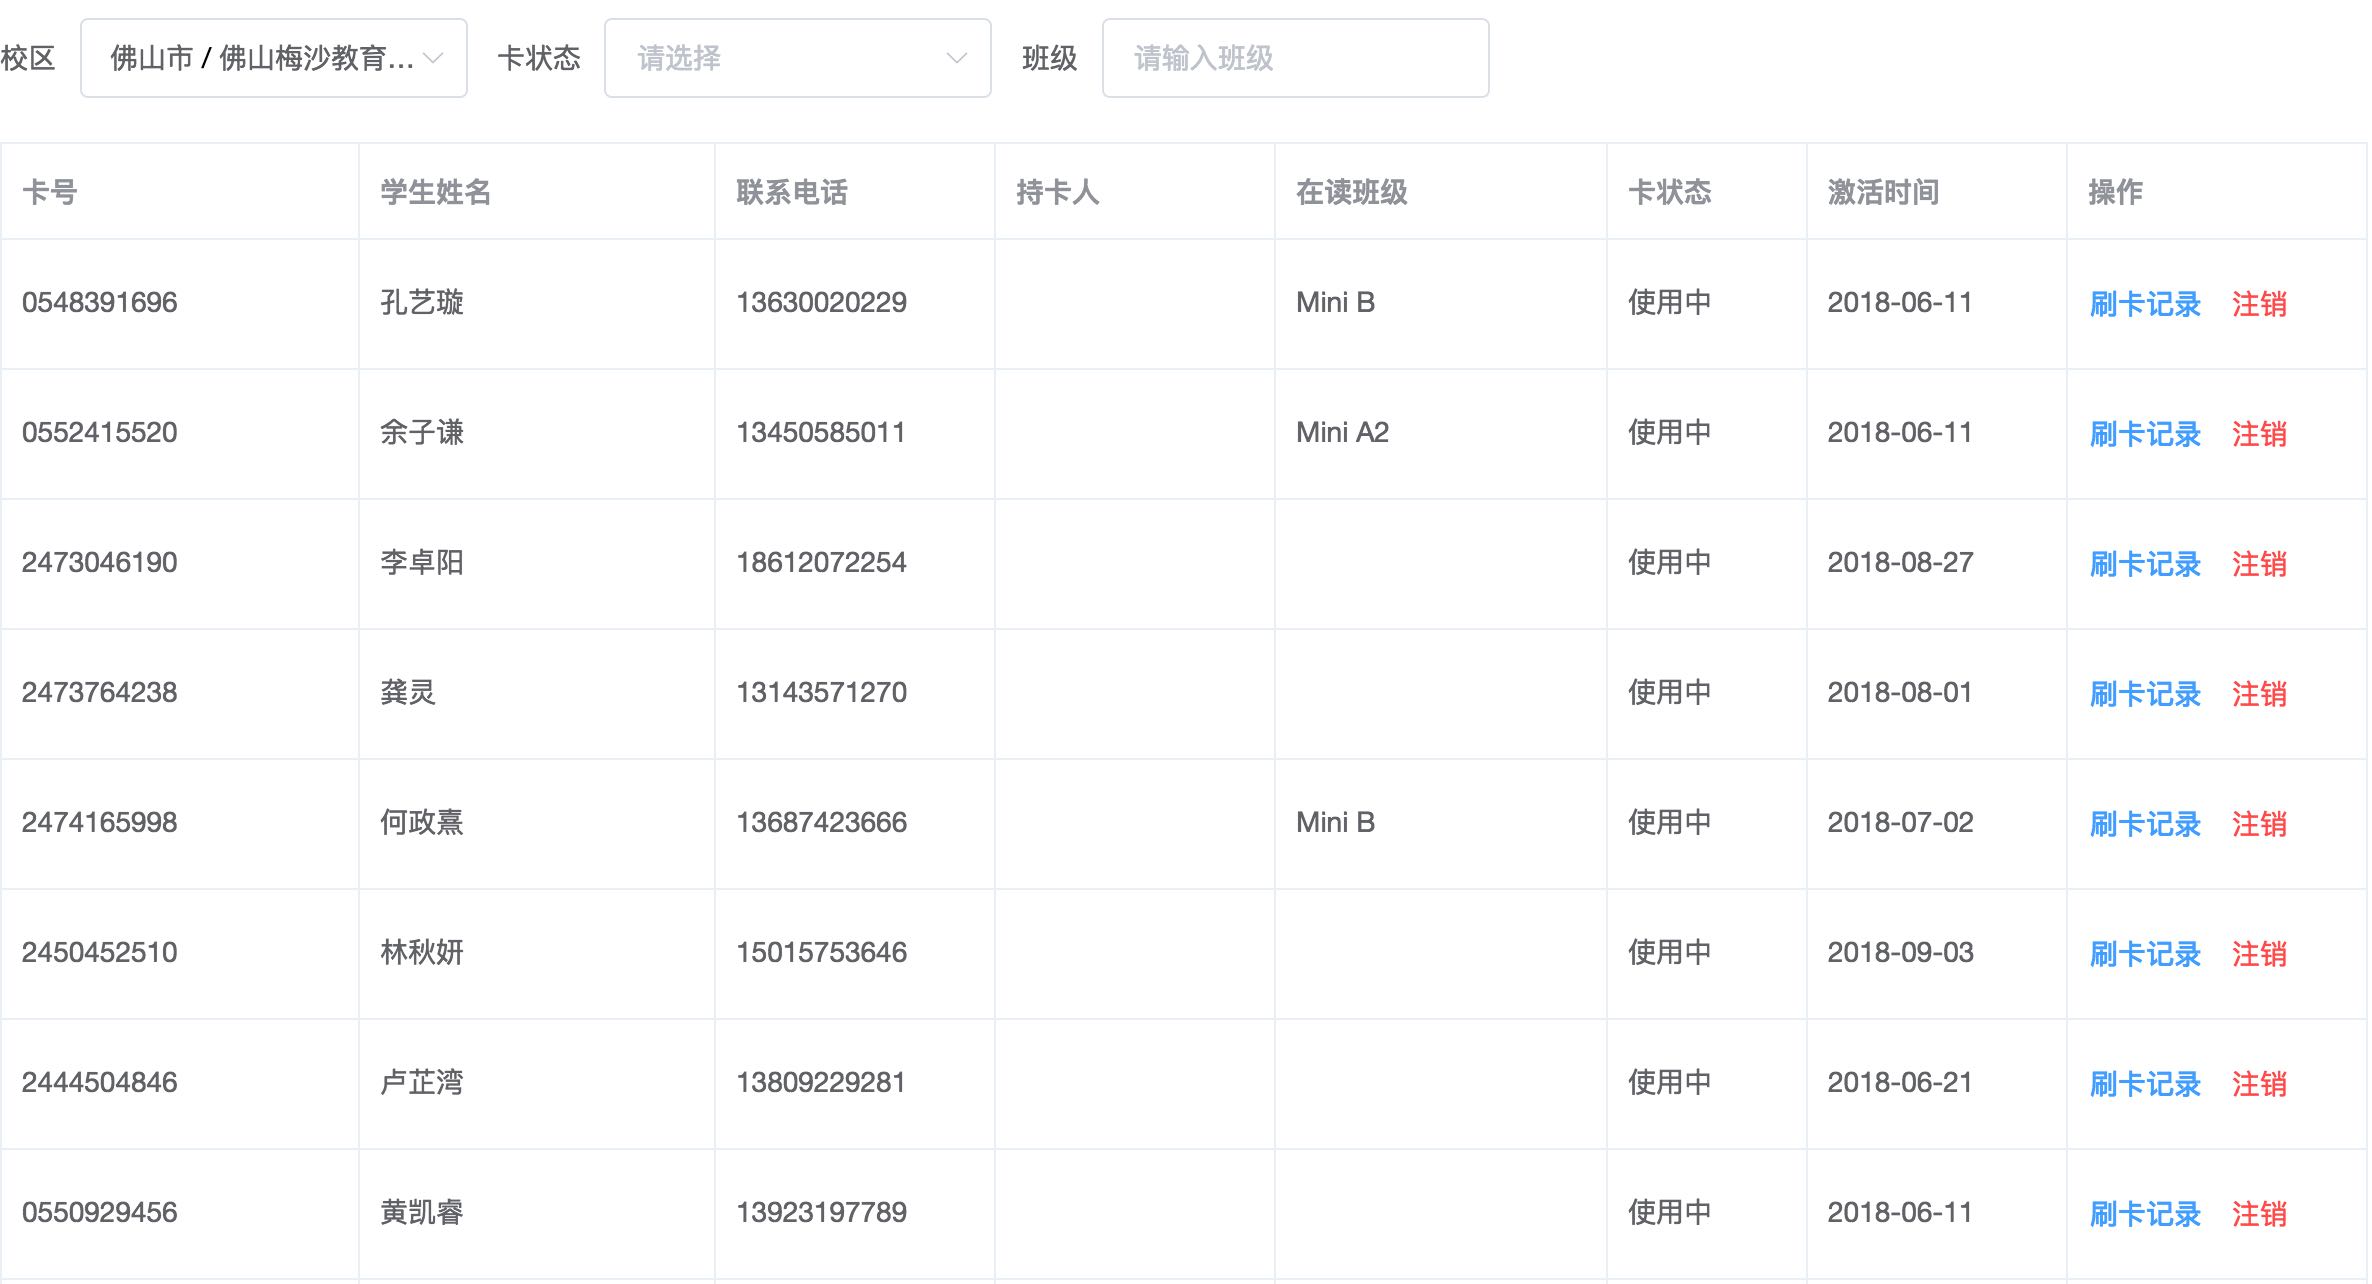 校区 佛山市 / 佛山梅沙教育... 卡状态 请选择 班级 请输入班级
卡号 学生姓名 联系电话 持卡人 在读班级 卡状态 激活时间 操作
0548391696 孔艺璇 13630020229 Mini B 使用中 2018-06-11 刷卡记录 注销
0552415520 余子谦 13450585011 Mini A2 使用中 2018-06-11 刷卡记录 注销
2473046190 李卓阳 18612072254 使用中 2018-08-27 刷卡记录 注销
2473764238 龚灵 13143571270 使用中 2018-08-01 刷卡记录 注销
2474165998 何政熹 13687423666 Mini B 使用中 2018-07-02 刷卡记录 注销
2450452510 林秋妍 15015753646 使用中 2018-09-03 刷卡记录 注销
2444504846 卢芷湾 13809229281 使用中 2018-06-21 刷卡记录 注销
0550929456 黄凯睿 13923197789 使用中 2018-06-11 刷卡记录 注销